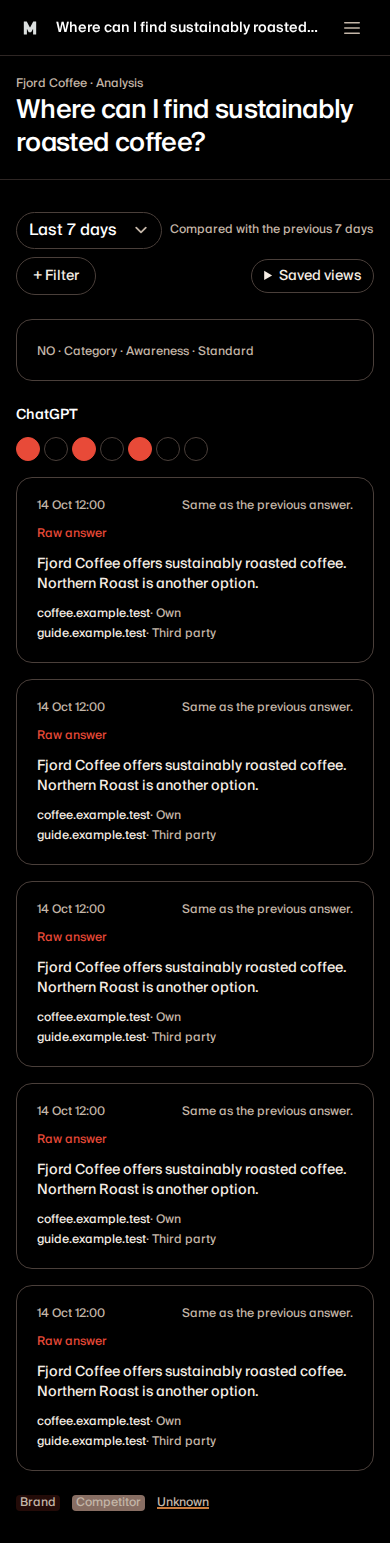 M Where can I find sustainably roasted...
Fjord Coffee · Analysis
Where can I find sustainably
roasted coffee?
Last 7 days Compared with the previous 7 days
+ Filter Saved views
NO · Category · Awareness · Standard
ChatGPT
14 Oct 12:00 Same as the previous answer.
Raw answer
Fjord Coffee offers sustainably roasted coffee.
Northern Roast is another option.
coffee.example.test· Own
guide.example.test· Third party
14 Oct 12:00 Same as the previous answer.
Raw answer
Fjord Coffee offers sustainably roasted coffee.
Northern Roast is another option.
coffee.example.test· Own
guide.example.test· Third party
14 Oct 12:00 Same as the previous answer.
Raw answer
Fjord Coffee offers sustainably roasted coffee.
Northern Roast is another option.
coffee.example.test· Own
guide.example.test· Third party
14 Oct 12:00 Same as the previous answer.
Raw answer
Fjord Coffee offers sustainably roasted coffee.
Northern Roast is another option.
coffee.example.test· Own
guide.example.test· Third party
14 Oct 12:00 Same as the previous answer.
Raw answer
Fjord Coffee offers sustainably roasted coffee.
Northern Roast is another option.
coffee.example.test· Own
guide.example.test· Third party
Brand Competitor Unknown